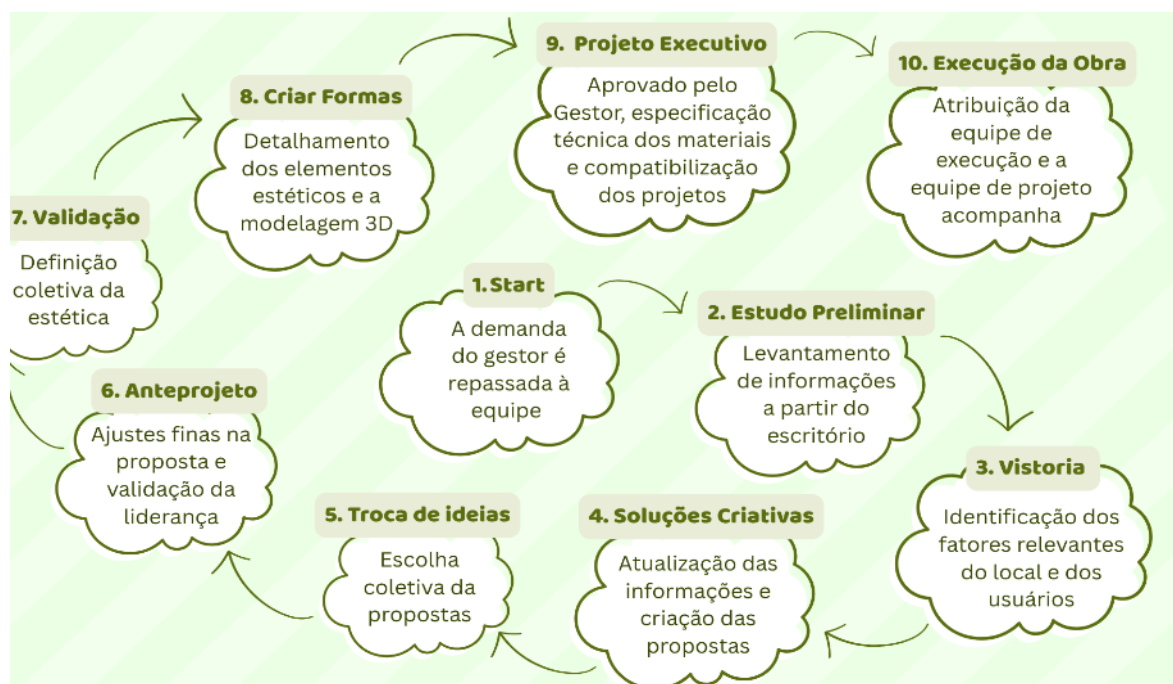 1. Start
A demanda
do gestor é
repassada à
equipe
2. Estudo Preliminar
Levantamento
de informações
a partir do
escritório
3. Vistoria
Identificação dos
fatores relevantes
do local e dos
usuários
4. Soluções Criativas
Atualização das
informações e
criação das
propostas
5. Troca de ideias
Escolha
coletiva da
propostas
6. Anteprojeto
Ajustes finas na
proposta e
validação da
liderança
7. Validação
Definição
coletiva da
estética
8. Criar Formas
Detalhamento
dos elementos
estéticos e a
modelagem 3D
9. Projeto Executivo
Aprovado pelo
Gestor, especificação
técnica dos materiais
e compatibilização
dos projetos
10. Execução da Obra
Atribuição da
equipe de
execução e a
equipe de projeto
acompanha